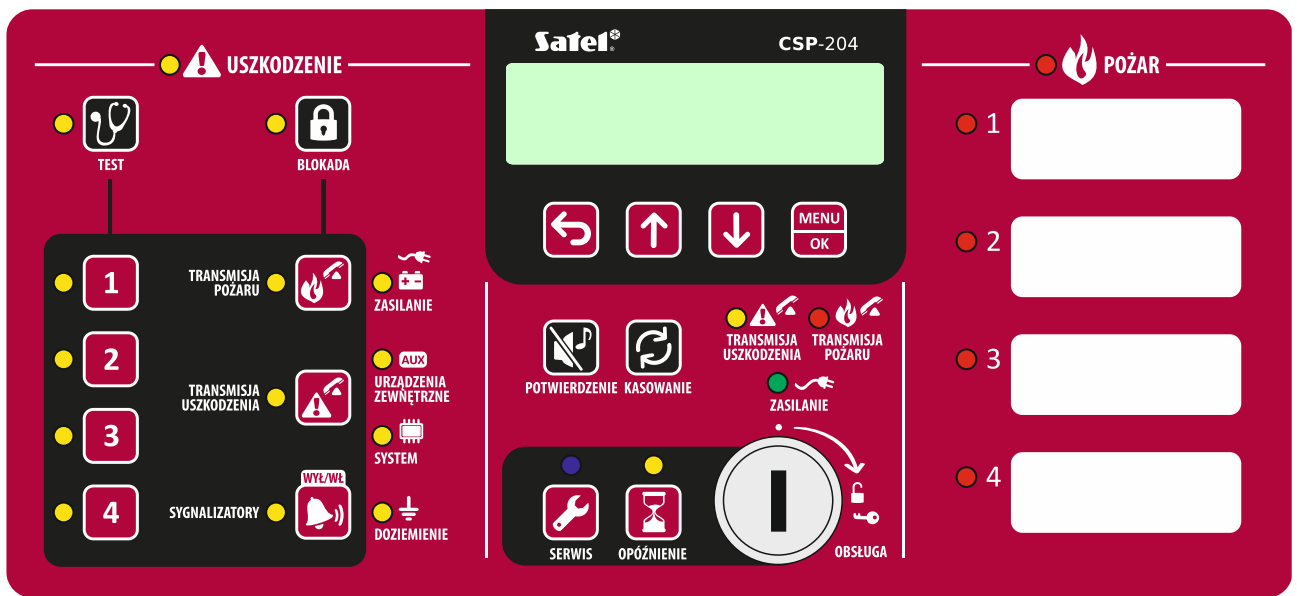 USZKODZENIE
TEST
BLOKADA
1
2
3
4
TRANSMISJA
POŻARU
TRANSMISJA
USZKODZENIA
WYŁ/WŁ
SYGNALIZATORY
ZASILANIE
AUX
URZĄDZENIA
ZEWNĘTRZNE
SYSTEM
DOZIEMIENIE
Satel®
CSP-204
MENU
OK
POTWIERDZENIE
KASOWANIE
TRANSMISJA
USZKODZENIA
TRANSMISJA
POŻARU
ZASILANIE
SERWIS
OPÓŹNIENIE
OBSŁUGA
POŻAR
1
2
3
4